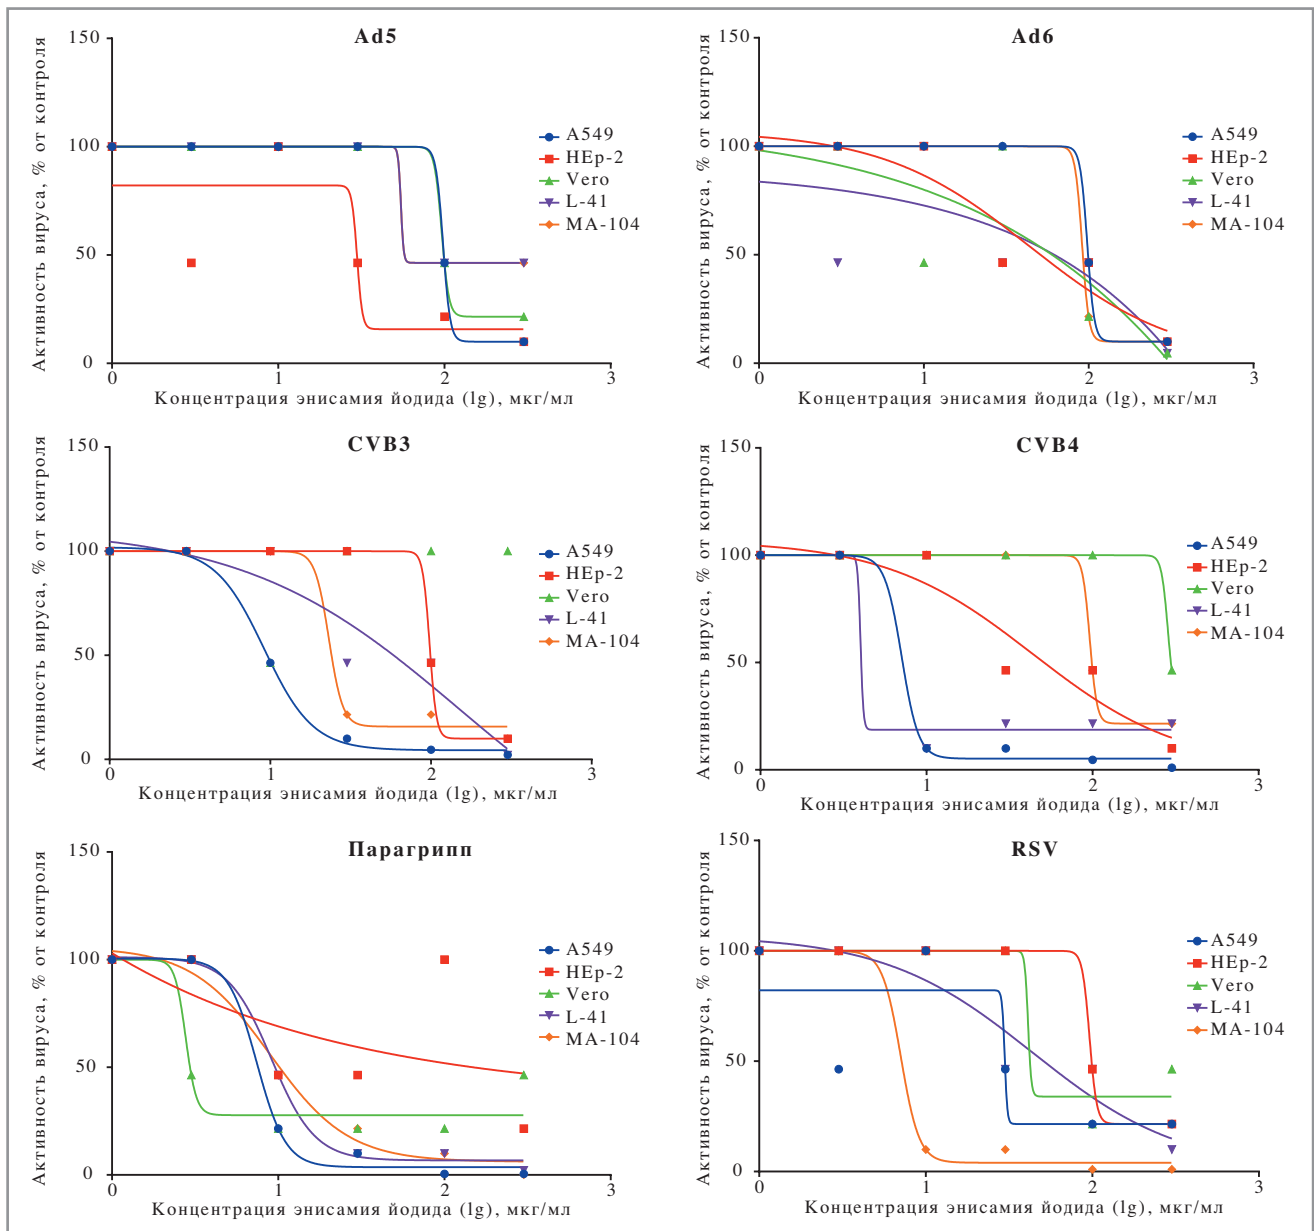 Ad5
Активность вируса, % от контроля
150
100
50
0
0 1 2 3
Концентрация энисамия йодида (lg), мкг/мл
A549
HEp-2
Vero
L-41
MA-104
Ad6
Активность вируса, % от контроля
150
100
50
0
0 1 2 3
Концентрация энисамия йодида (lg), мкг/мл
A549
HEp-2
Vero
L-41
MA-104
CVB3
Активность вируса, % от контроля
150
100
50
0
0 1 2 3
Концентрация энисамия йодида (lg), мкг/мл
A549
HEp-2
Vero
L-41
MA-104
CVB4
Активность вируса, % от контроля
150
100
50
0
0 1 2 3
Концентрация энисамия йодида (lg), мкг/мл
A549
HEp-2
Vero
L-41
MA-104
Парагрипп
Активность вируса, % от контроля
150
100
50
0
0 1 2 3
Концентрация энисамия йодида (lg), мкг/мл
A549
HEp-2
Vero
L-41
MA-104
RSV
Активность вируса, % от контроля
150
100
50
0
0 1 2 3
Концентрация энисамия йодида (lg), мкг/мл
A549
HEp-2
Vero
L-41
MA-104